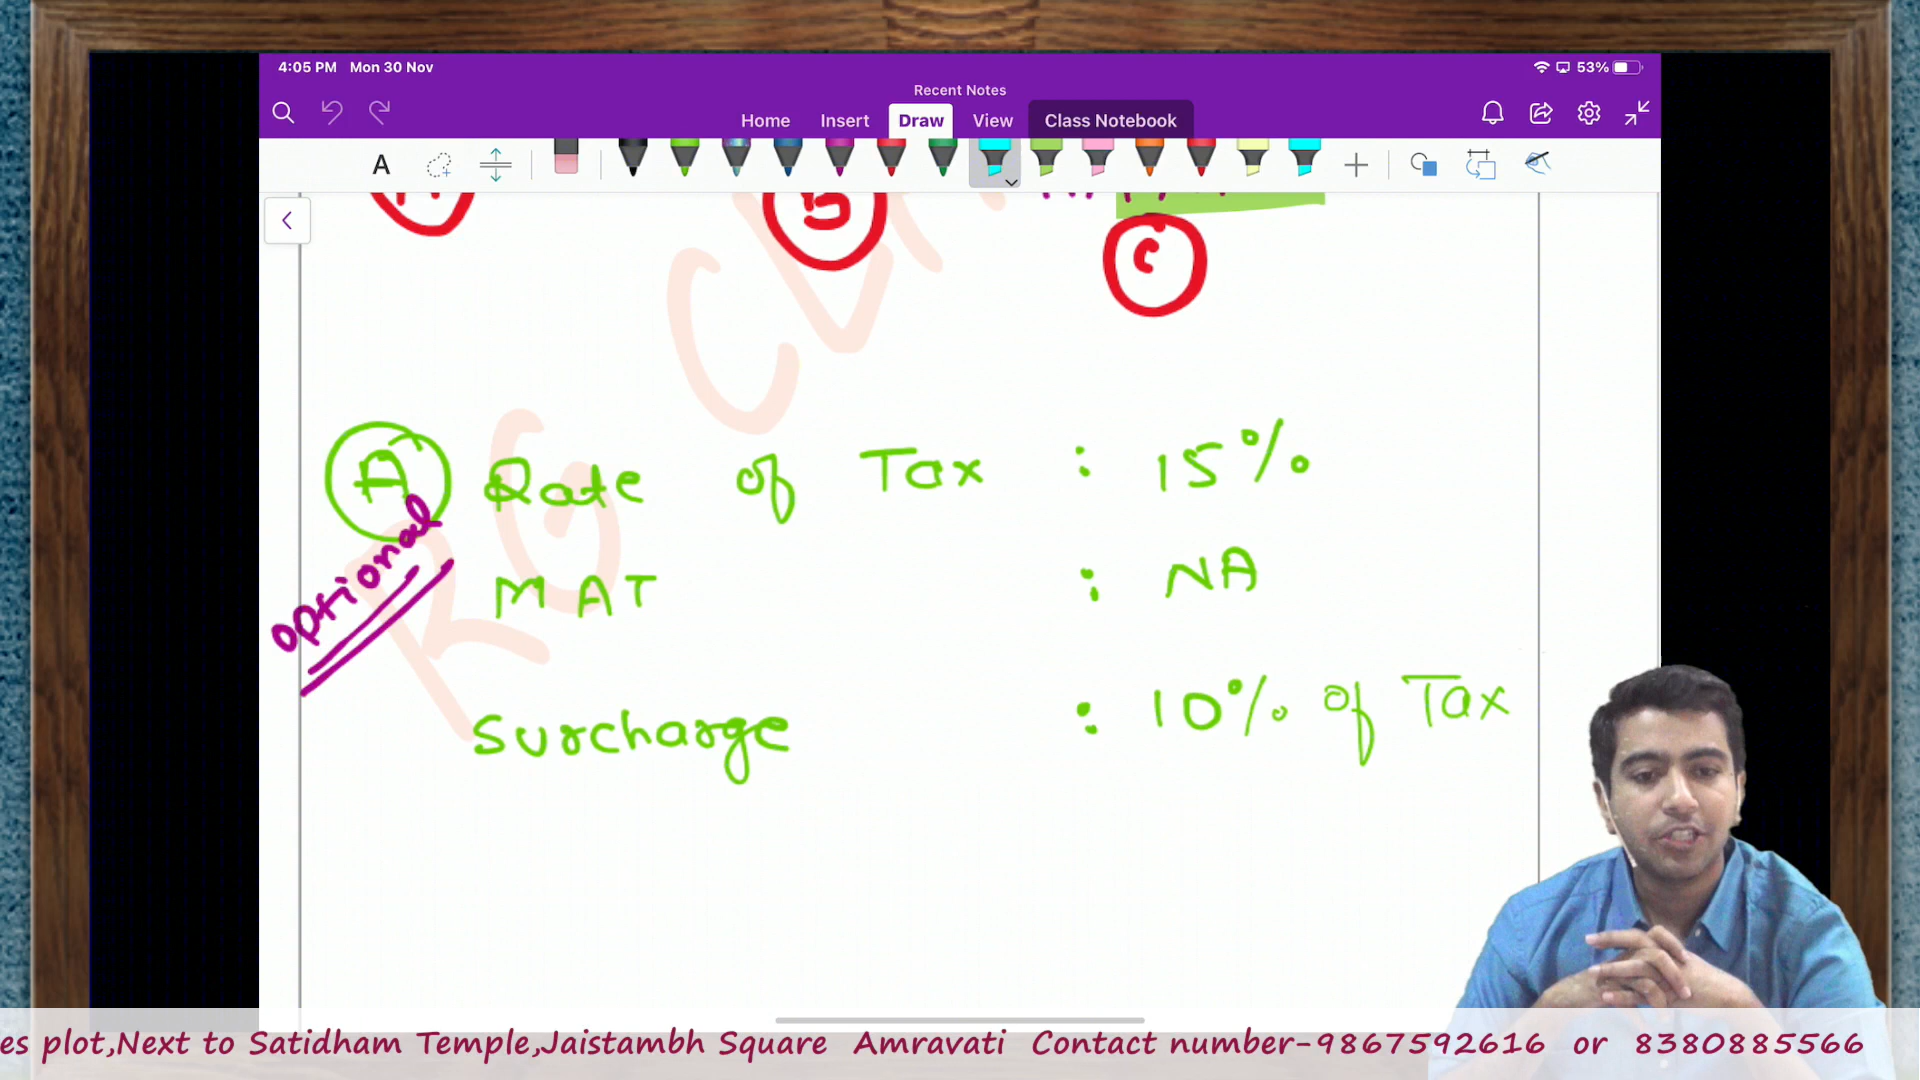 4:05 PM Mon 30 Nov
53%
Recent Notes
Home Insert Draw View Class Notebook
A
B
C
RG
A Rate of Tax : 15%
optional
MAT : NA
Surcharge : 10% of Tax
es plot,Next to Satidham Temple,Jaistambh Square Amravati Contact number-9867592616 or 8380885566